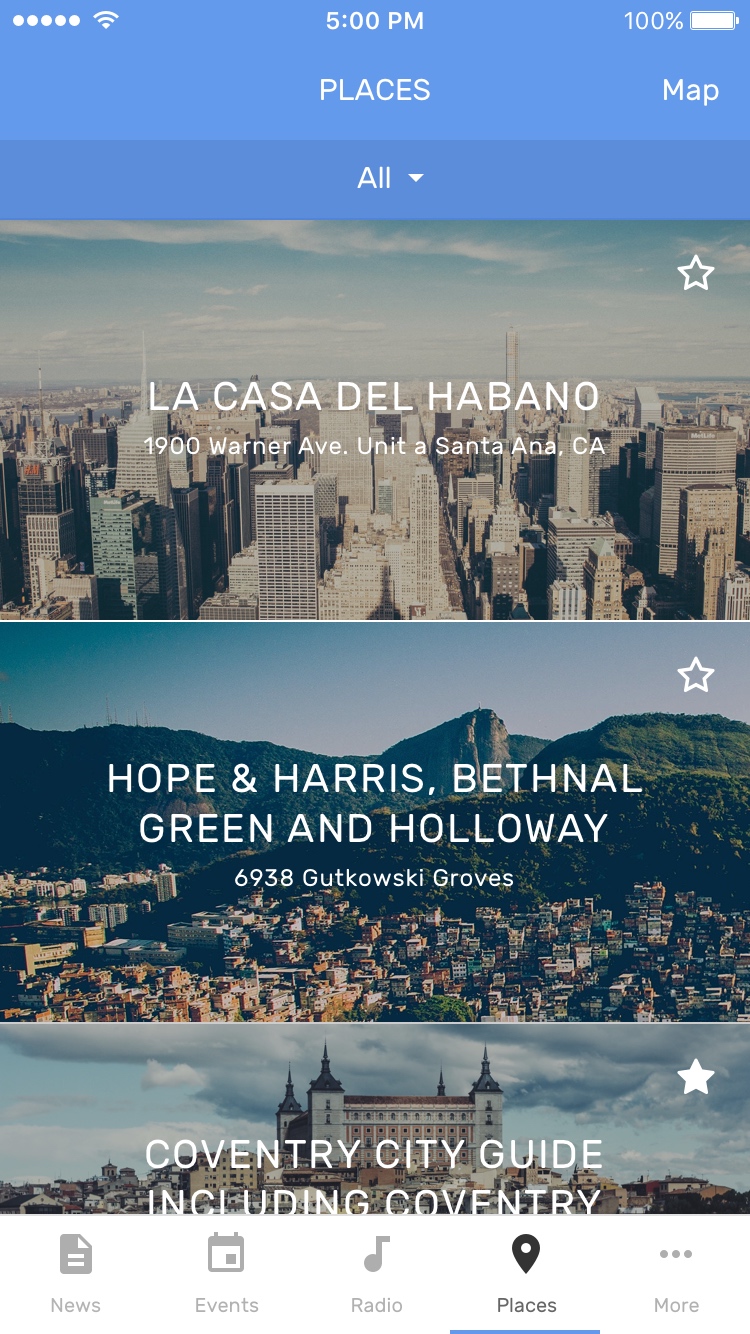 5:00 PM 100%
PLACES Map
All
LA CASA DEL HABANO
1900 Warner Ave. Unit a Santa Ana, CA
MetLife
HOPE & HARRIS, BETHNAL
GREEN AND HOLLOWAY
6938 Gutkowski Groves
COVENTRY CITY GUIDE
INCLUDING COVENTRY
News Events Radio Places More